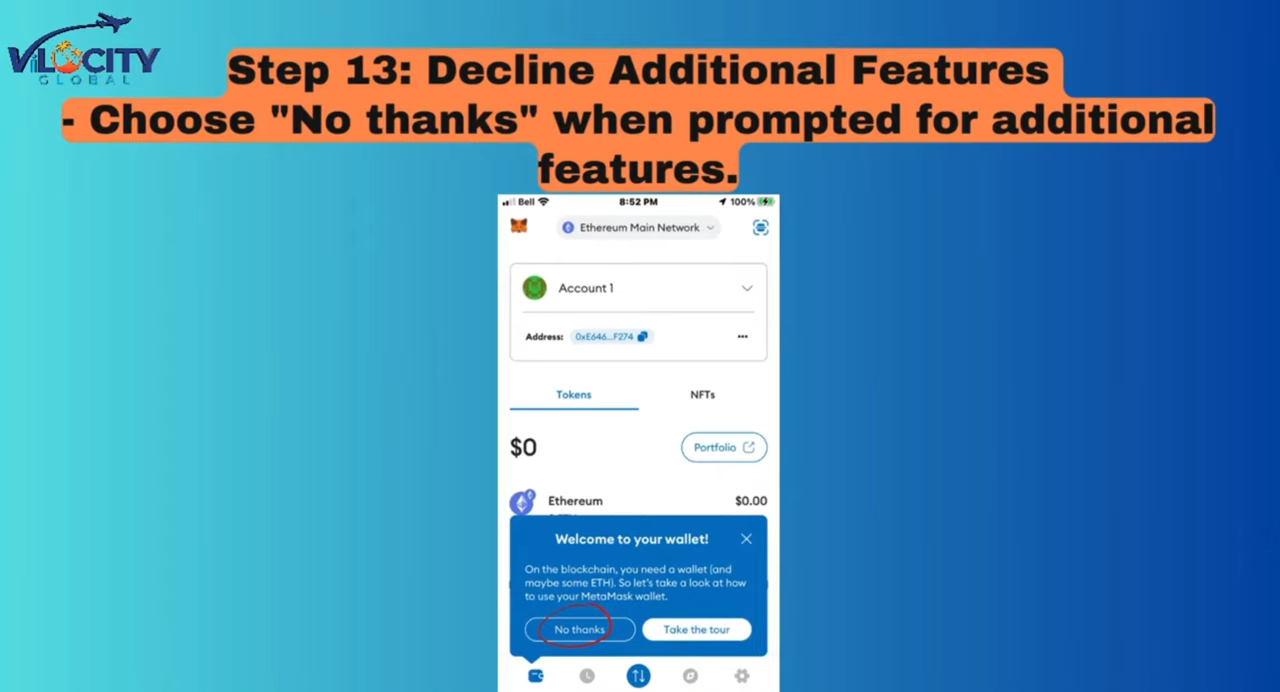 ViLOCITY
GLOBAL
Step 13: Decline Additional Features
- Choose "No thanks" when prompted for additional
features.
Bell 8:52 PM 100%
Ethereum Main Network
Account 1
Address: 0xE646...F274
Tokens NFTs
$0 Portfolio
Ethereum $0.00
Welcome to your wallet!
On the blockchain, you need a wallet (and
maybe some ETH). So let's take a look at how
to use your MetaMask wallet.
No thanks Take the tour